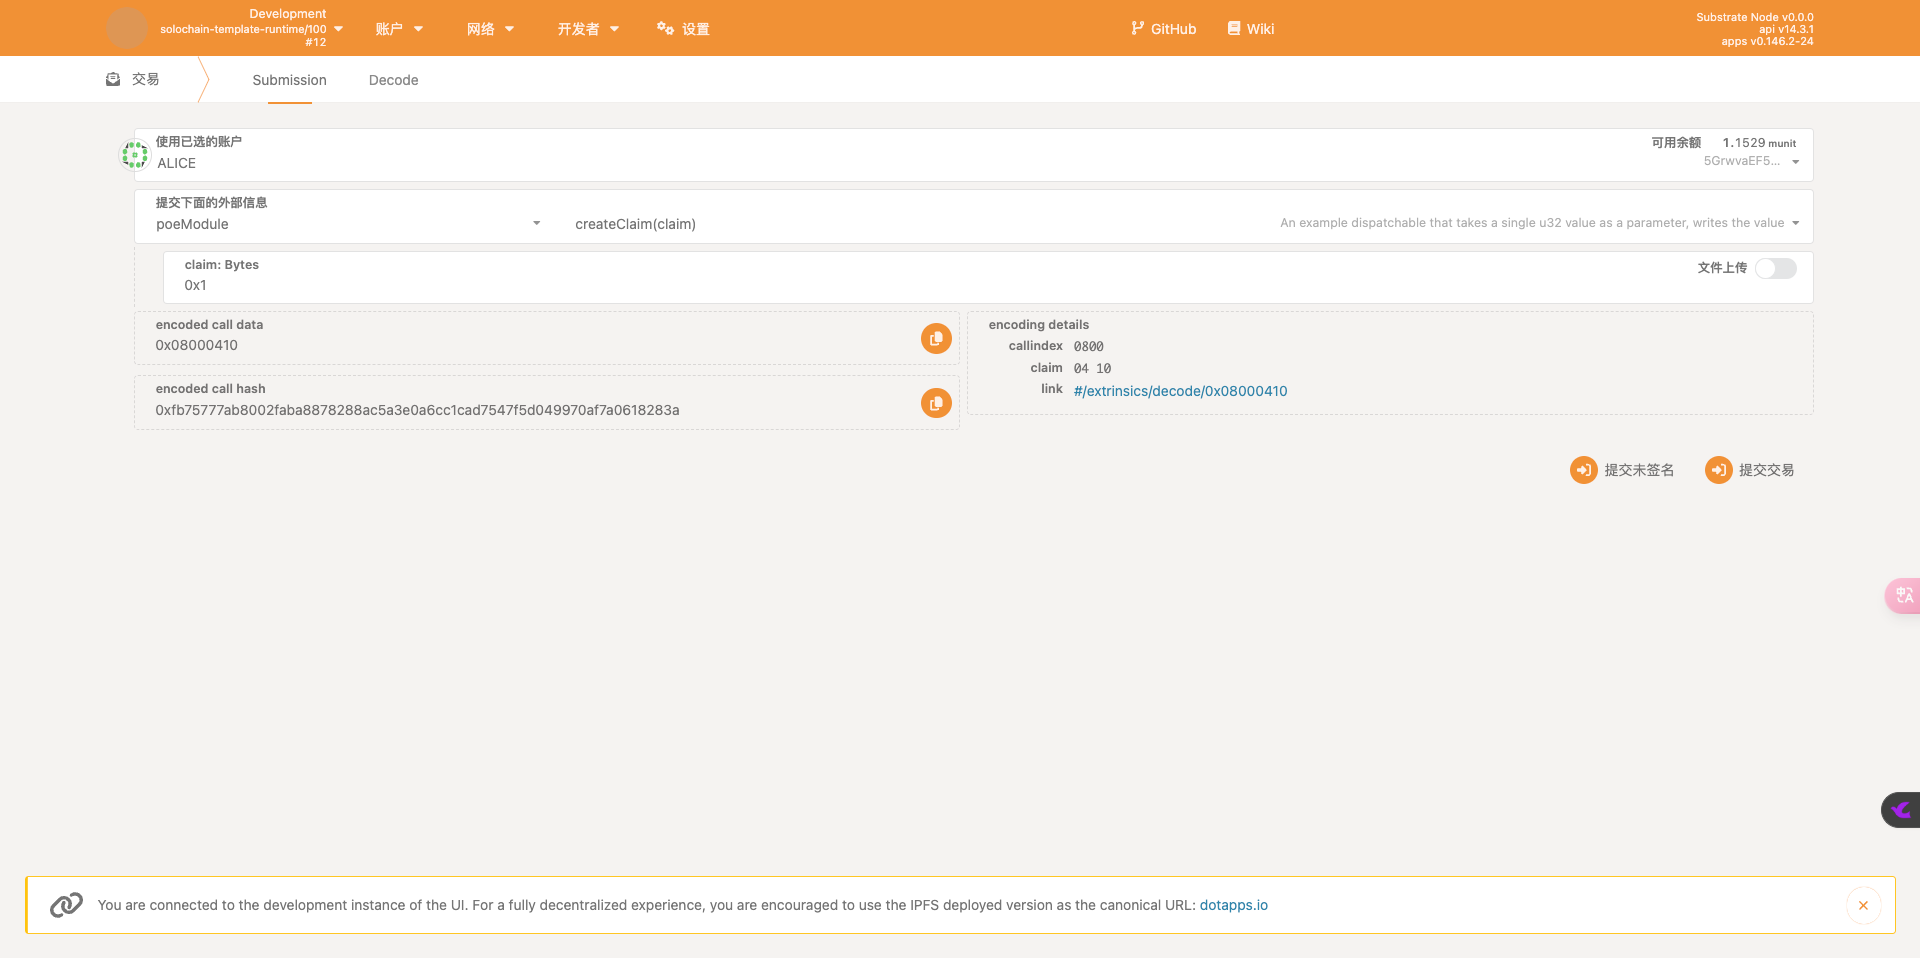 Development
solochain-template-runtime/100
#12
账户
网络
开发者
设置
GitHub
Wiki
Substrate Node v0.0.0
api v14.3.1
apps v0.146.2-24
交易
Submission
Decode
使用已选的账户
ALICE
可用余额 1.1529 munit
5GrwvaEF5...
提交下面的外部信息
poeModule
createClaim(claim)
An example dispatchable that takes a single u32 value as a parameter, writes the value
claim: Bytes
0x1
文件上传
encoded call data
0x08000410
encoding details
callindex 0800
claim 04 10
link #/extrinsics/decode/0x08000410
encoded call hash
0xfb75777ab8002faba8878288ac5a3e0a6cc1cad7547f5d049970af7a0618283a
提交未签名
提交交易
You are connected to the development instance of the UI. For a fully decentralized experience, you are encouraged to use the IPFS deployed version as the canonical URL: dotapps.io